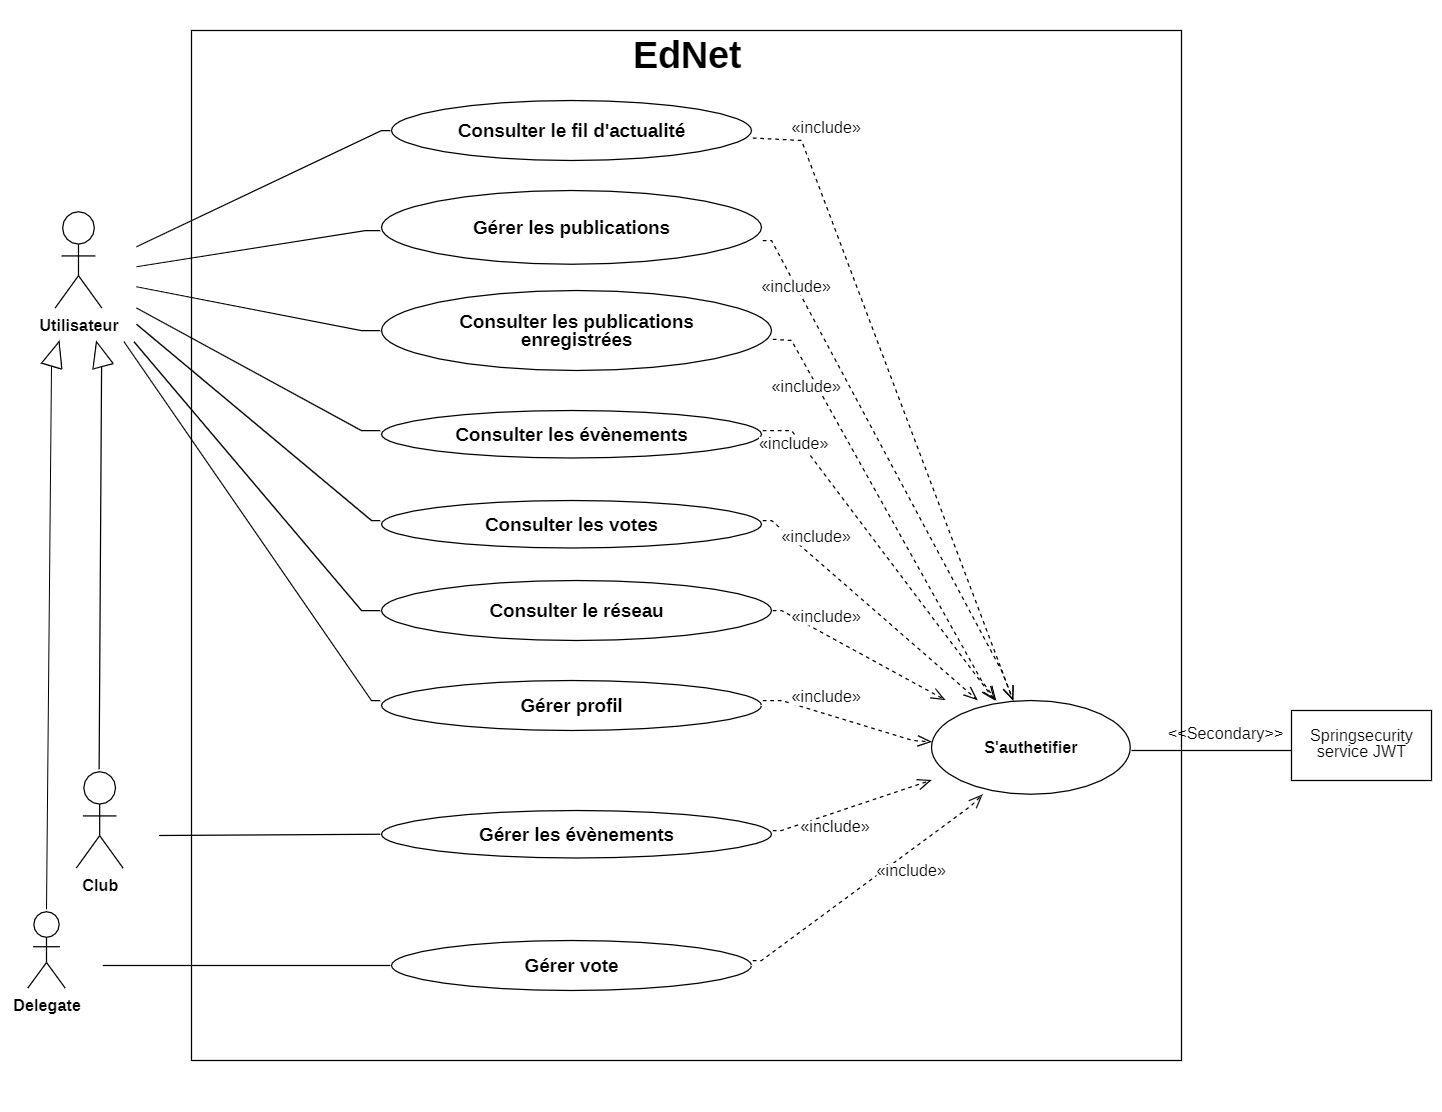 EdNet
Consulter le fil d'actualité
«include»
Gérer les publications
«include»
Utilisateur
Consulter les publications
enregistrées
«include»
Consulter les évènements
«include»
Consulter les votes
«include»
Consulter le réseau
«include»
Gérer profil
«include»
S'authetifier
<<Secondary>>
Springsecurity
service JWT
Gérer les évènements
«include»
Club
«include»
Gérer vote
Delegate